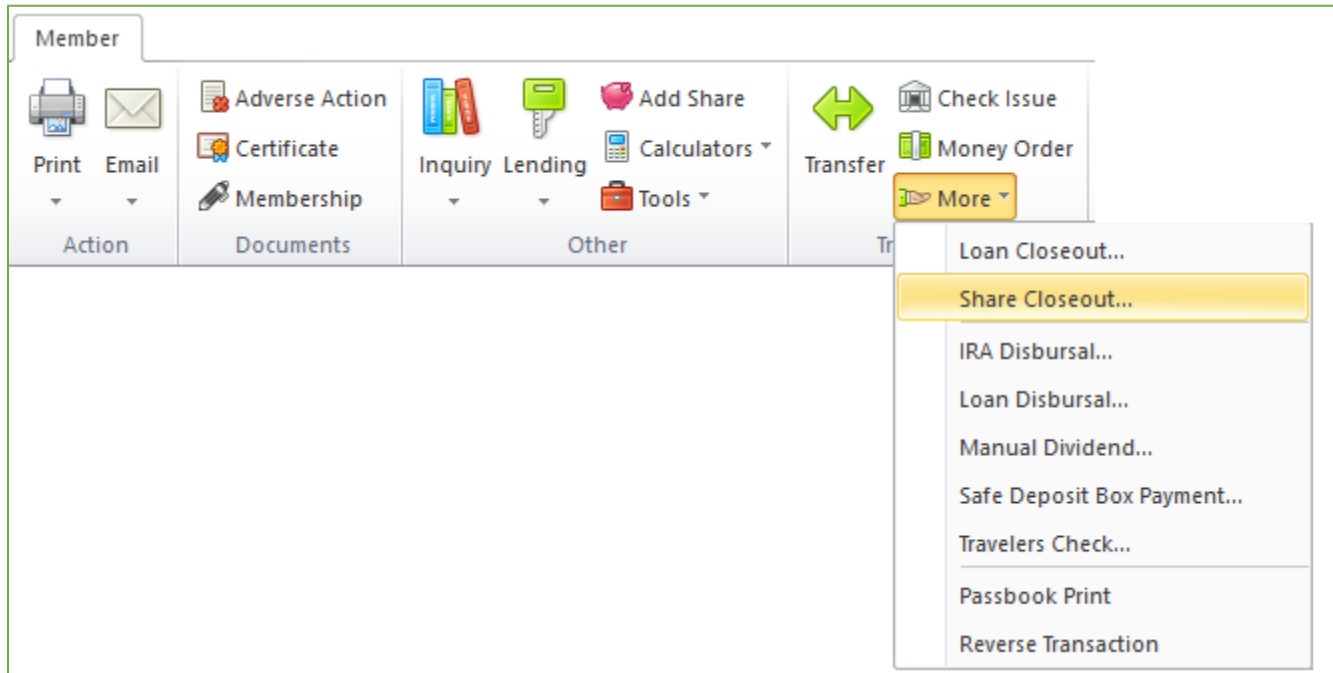 Member
Print
Email
Adverse Action
Certificate
Membership
Inquiry
Lending
Add Share
Calculators
Tools
Transfer
Check Issue
Money Order
More
Action
Documents
Other
Tr
Loan Closeout...
Share Closeout...
IRA Disbursal...
Loan Disbursal...
Manual Dividend...
Safe Deposit Box Payment...
Travelers Check...
Passbook Print
Reverse Transaction